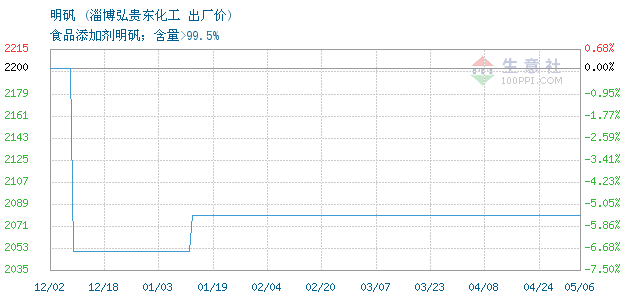 明矾 (淄博弘贵东化工 出厂价)
食品添加剂明矾；含量>99.5%
2215 0.68%
2200 0.00%
2179 -0.95%
2161 -1.77%
2143 -2.59%
2125 -3.41%
2107 -4.23%
2089 -5.05%
2071 -5.86%
2053 -6.68%
2035 -7.50%
生意社
100PPI.COM
12/02 12/18 01/03 01/19 02/04 02/20 03/07 03/23 04/08 04/24 05/06